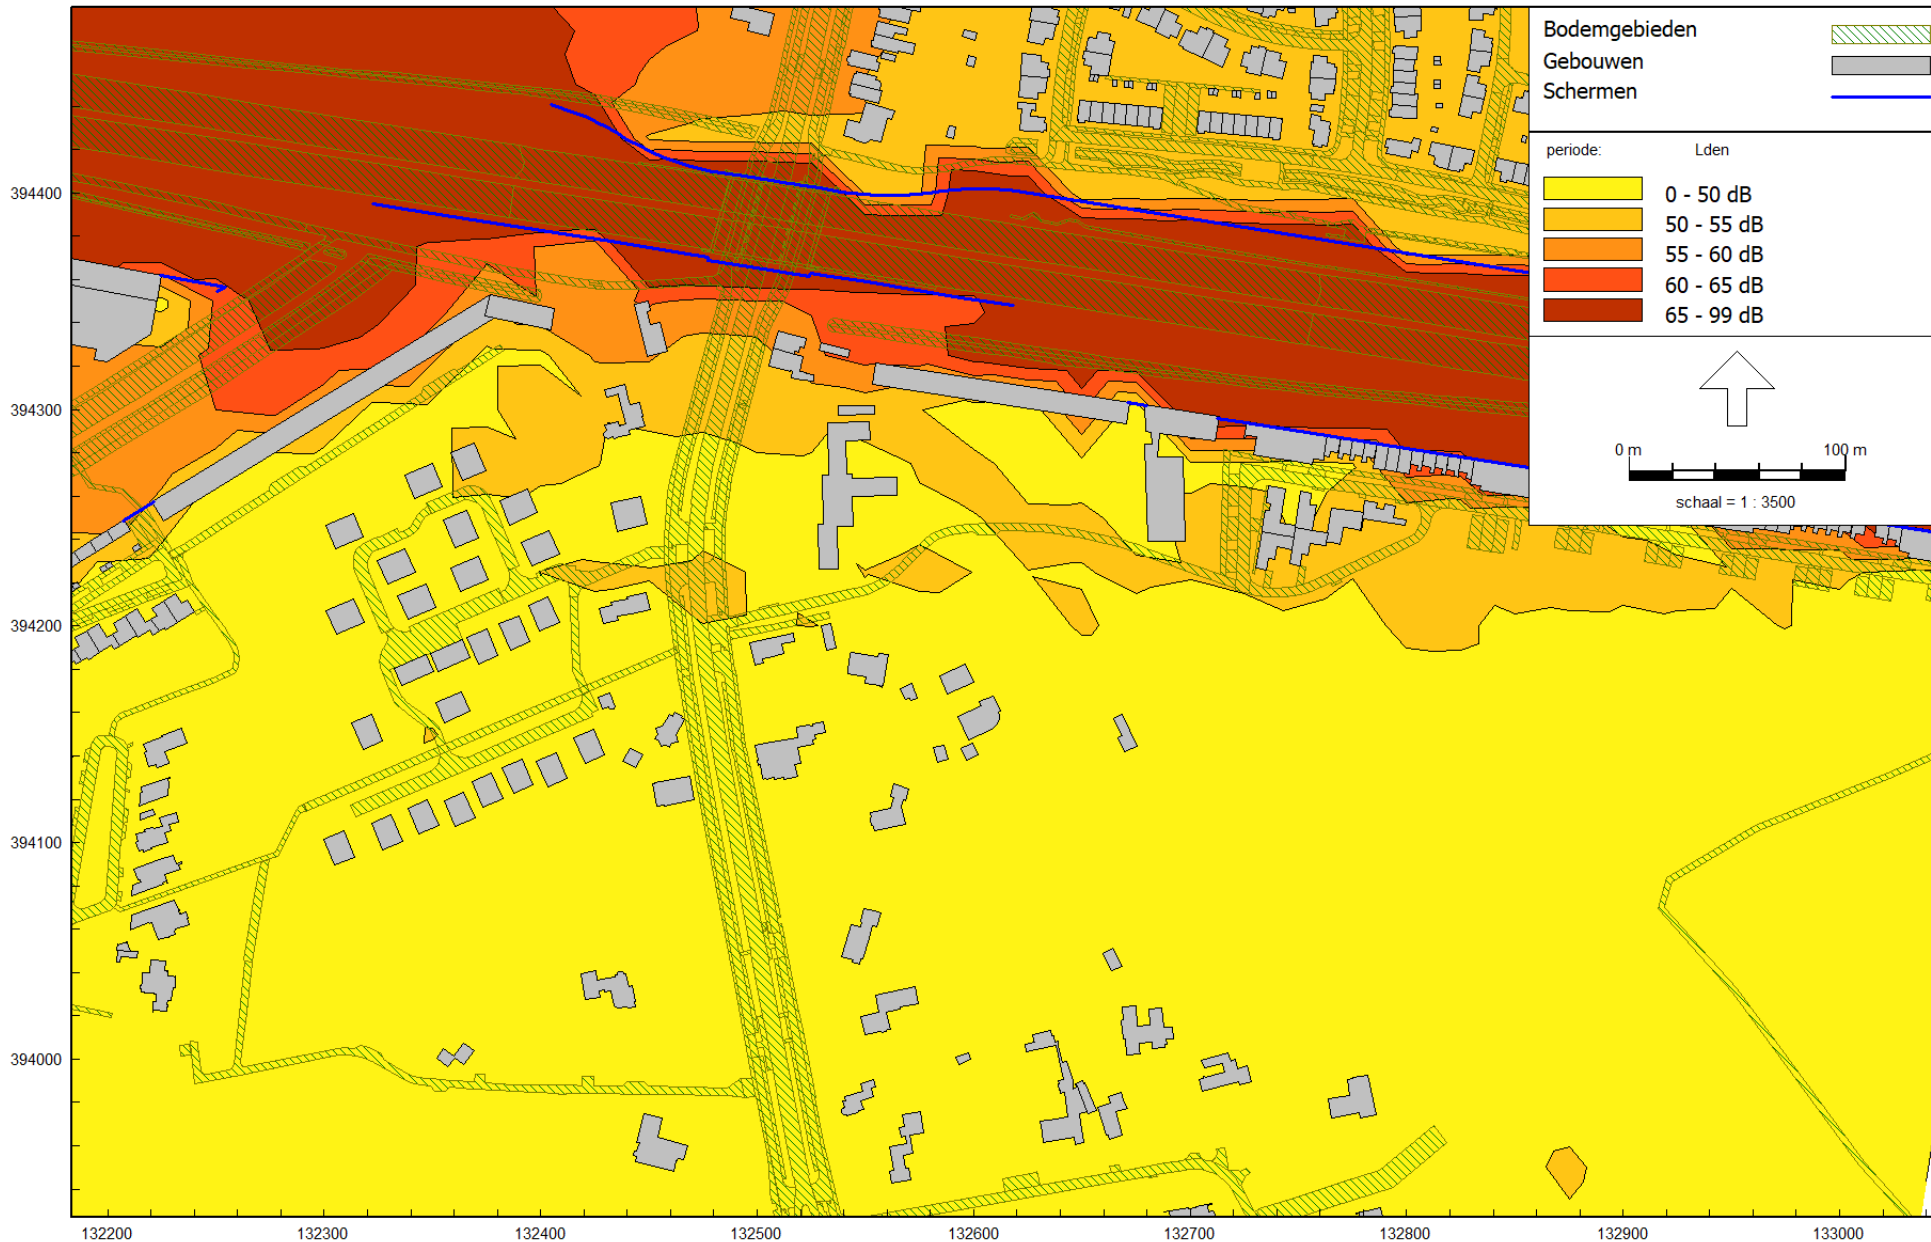 Bodemgebieden
Gebouwen
Schermen
periode: Lden
0 - 50 dB
50 - 55 dB
55 - 60 dB
60 - 65 dB
65 - 99 dB
0 m 100 m
schaal = 1 : 3500
394400
394300
394200
394100
394000
132200 132300 132400 132500 132600 132700 132800 132900 133000